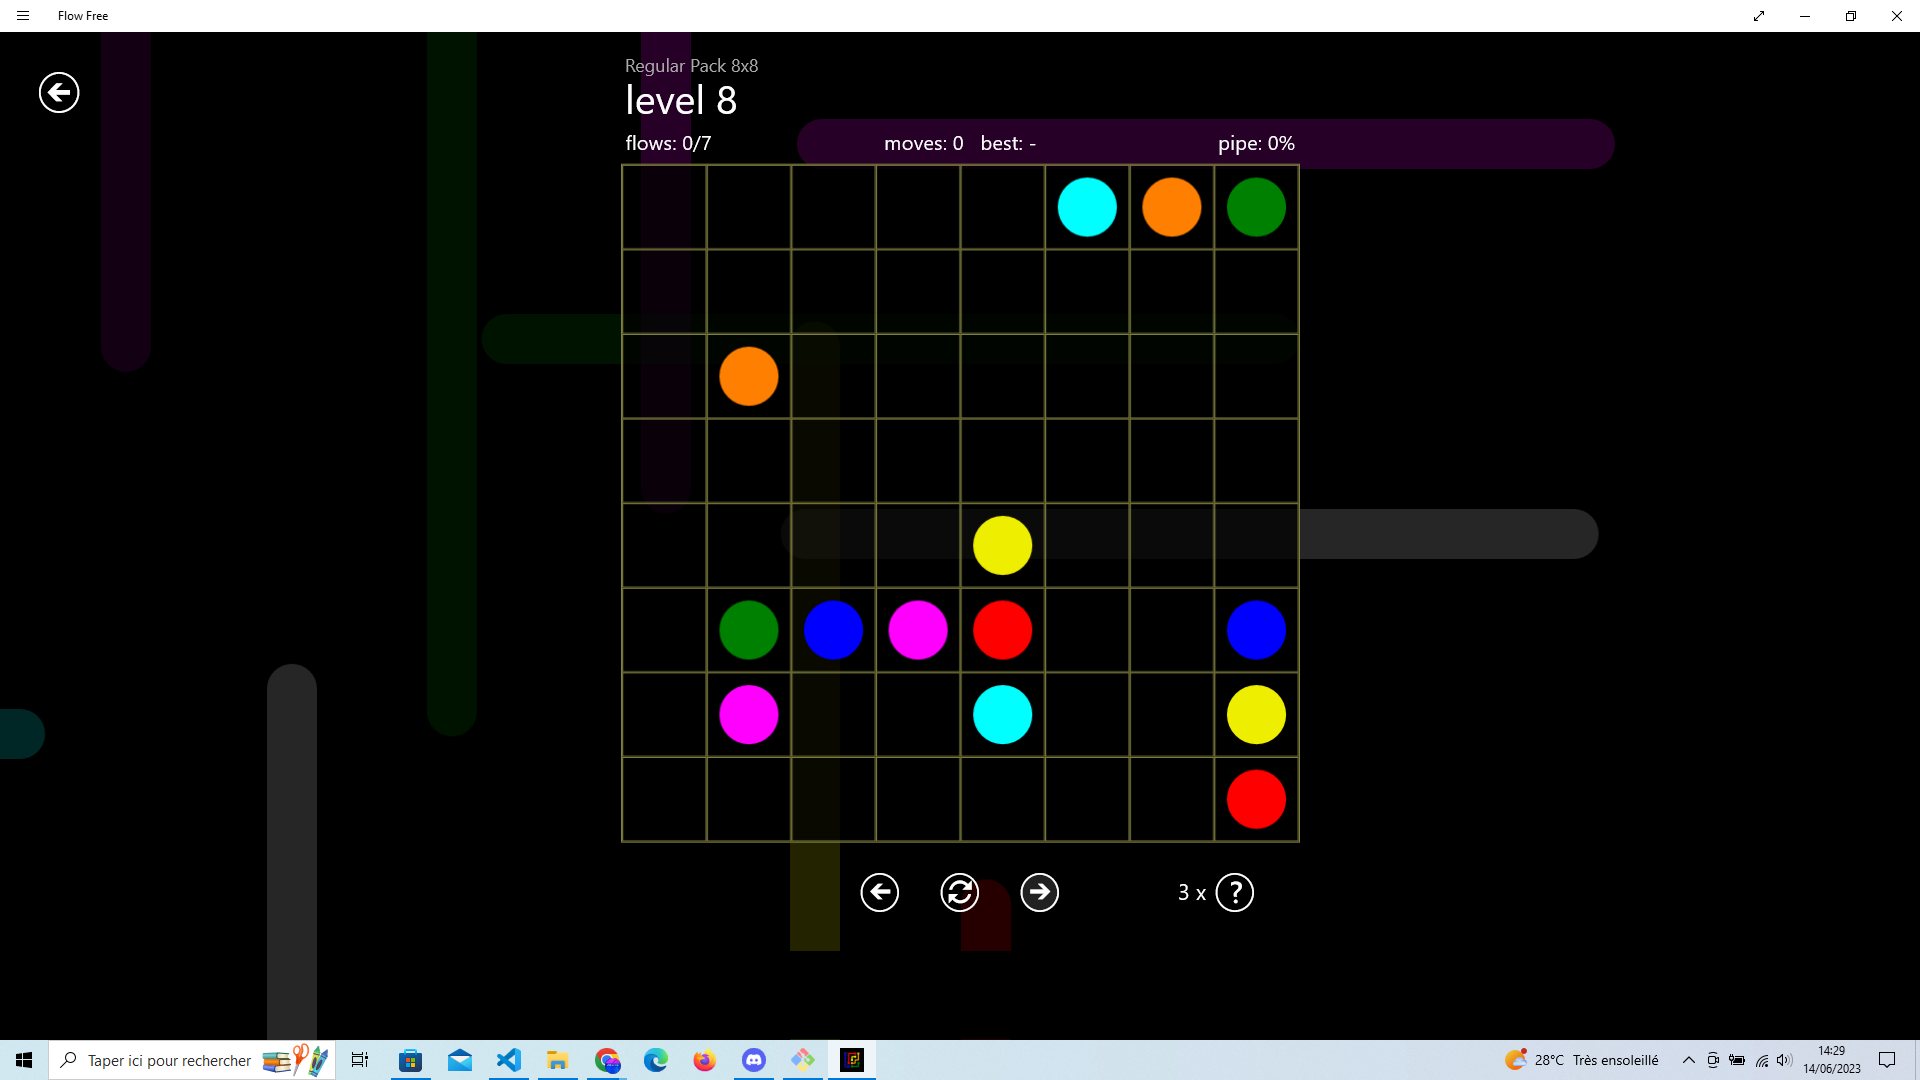 Flow Free
Regular Pack 8x8
level 8
flows: 0/7 moves: 0 best: - pipe: 0%
3 x ?
Taper ici pour rechercher
28°C Très ensoleillé
14:29
14/06/2023